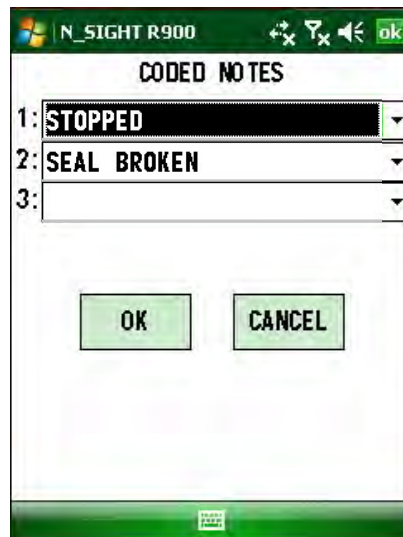 N_SIGHT R900 ok
CODED NOTES
1: STOPPED
2: SEAL BROKEN
3:
OK CANCEL